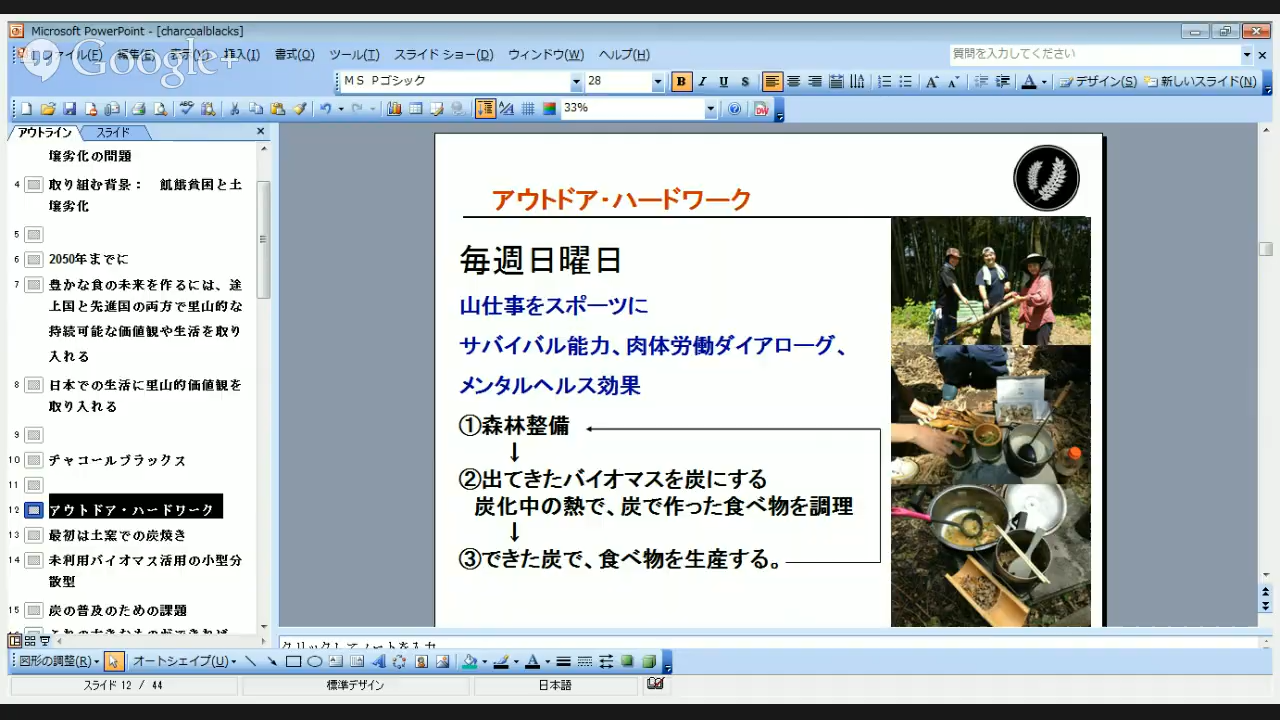 Microsoft PowerPoint - [charcoalblacks]
Google+
ファイル(F) 編集(E) 表示(V) 挿入(I) 書式(O) ツール(T) スライド ショー(D) ウィンドウ(W) ヘルプ(H)
質問を入力してください
ＭＳ Ｐゴシック
28
デザイン(S)
新しいスライド(N)
33%
アウトライン スライド
壌劣化の問題
4 取り組む背景： 飢餓貧困と土
壌劣化
5
6 2050年までに
7 豊かな食の未来を作るには、途
上国と先進国の両方で里山的な
持続可能な価値観や生活を取り
入れる
8 日本での生活に里山的価値観を
取り入れる
9
10 チャコールブラックス
11
12 アウトドア・ハードワーク
13 最初は土窯での炭焼き
14 未利用バイオマス活用の小型分
散型
15 炭の普及のための課題
アウトドア・ハードワーク
毎週日曜日
山仕事をスポーツに
サバイバル能力、肉体労働ダイアローグ、
メンタルヘルス効果
①森林整備
↓
②出てきたバイオマスを炭にする
炭化中の熱で、炭で作った食べ物を調理
↓
③できた炭で、食べ物を生産する。
クリックしてノートを入力
図形の調整(R) オートシェイプ(U)
スライド 12 / 44
標準デザイン
日本語